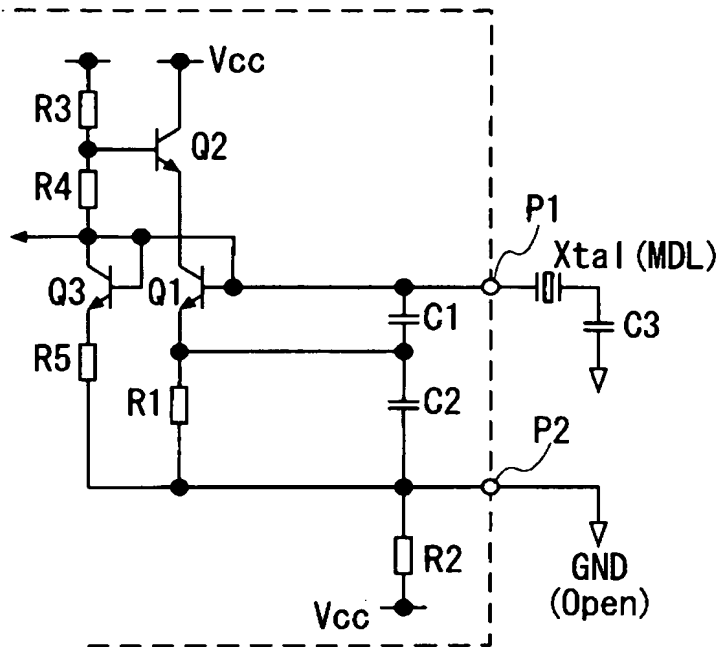 Vcc
R3
Q2
R4
P1
Xtal(MDL)
Q3
Q1
C1
C3
R5
R1
C2
P2
R2
GND
(Open)
Vcc